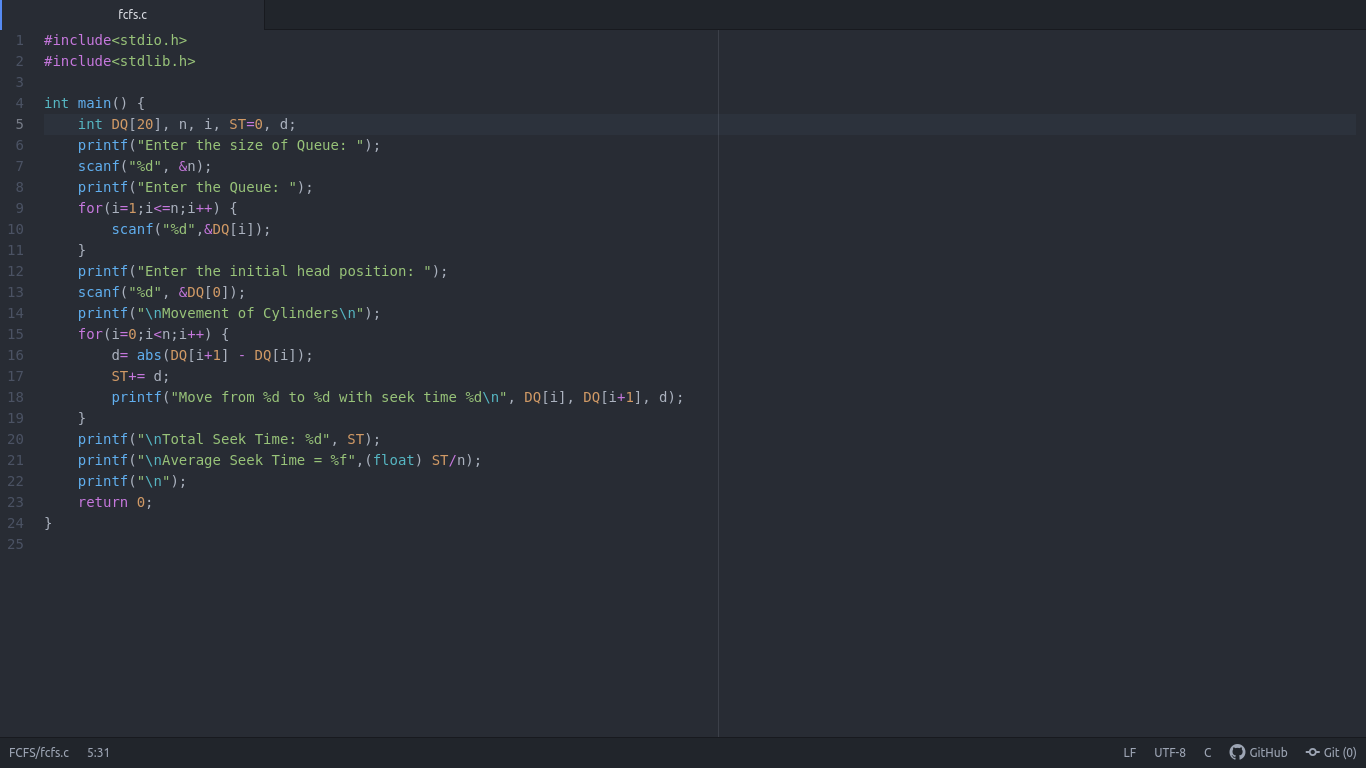 fcfs.c
1 #include<stdio.h>
2 #include<stdlib.h>
3
4 int main() {
5     int DQ[20], n, i, ST=0, d;
6     printf("Enter the size of Queue: ");
7     scanf("%d", &n);
8     printf("Enter the Queue: ");
9     for(i=1;i<=n;i++) {
10         scanf("%d",&DQ[i]);
11     }
12     printf("Enter the initial head position: ");
13     scanf("%d", &DQ[0]);
14     printf("\nMovement of Cylinders\n");
15     for(i=0;i<n;i++) {
16         d= abs(DQ[i+1] - DQ[i]);
17         ST+= d;
18         printf("Move from %d to %d with seek time %d\n", DQ[i], DQ[i+1], d);
19     }
20     printf("\nTotal Seek Time: %d", ST);
21     printf("\nAverage Seek Time = %f",(float) ST/n);
22     printf("\n");
23     return 0;
24 }
25
FCFS/fcfs.c 5:31 LF UTF-8 C GitHub Git (0)